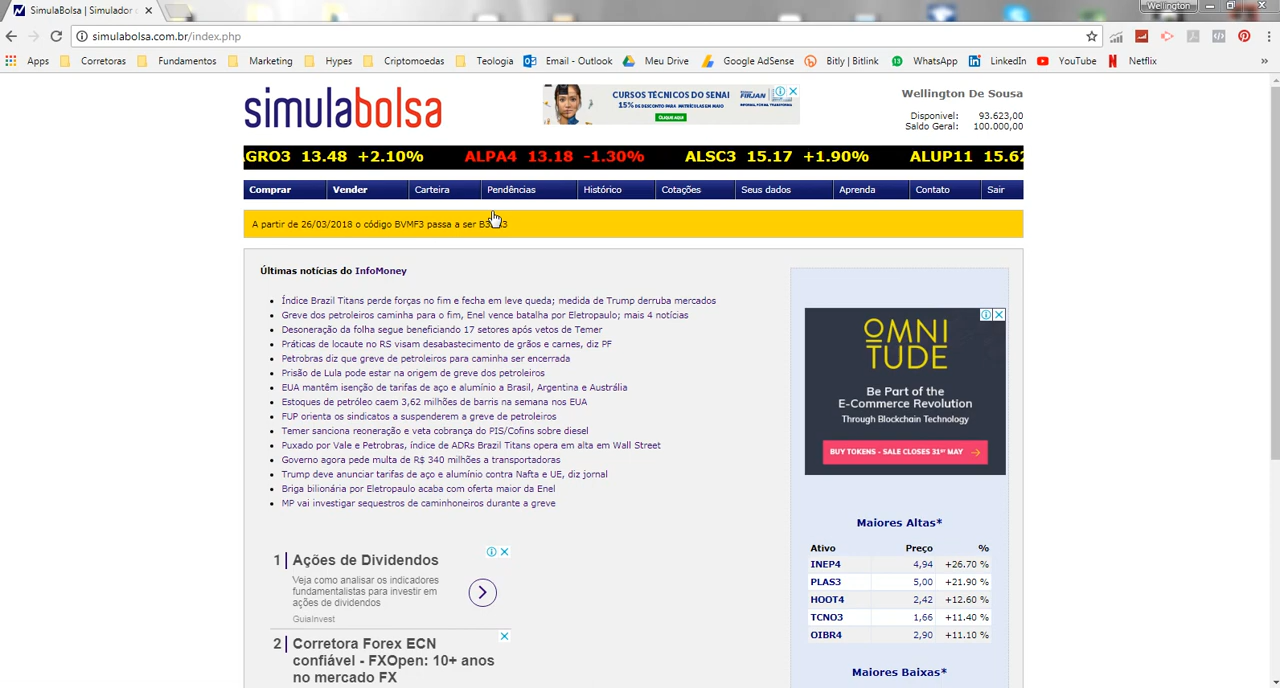 SimulaBolsa | Simulador
Wellington
simulabolsa.com.br/index.php
Apps Corretoras Fundamentos Marketing Hypes Criptomoedas Teologia Email - Outlook Meu Drive Google AdSense Bitly | Bitlink WhatsApp LinkedIn YouTube Netflix »
simulabolsa
CURSOS TÉCNICOS DO SENAI
15% DE DESCONTO PARA MATRÍCULAS EM MAIO
CLIQUE AQUI
FIRJAN
SENAI
Wellington De Sousa
Disponivel: 93.623,00
Saldo Geral: 100.000,00
AGRO3 13.48 +2.10% ALPA4 13.18 -1.30% ALSC3 15.17 +1.90% ALUP11 15.62
Comprar Vender Carteira Pendências Histórico Cotações Seus dados Aprenda Contato Sair
A partir de 26/03/2018 o código BVMF3 passa a ser
Últimas notícias do InfoMoney
Índice Brazil Titans perde forças no fim e fecha em leve queda; medida de Trump derruba mercados
Greve dos petroleiros caminha para o fim, Enel vence batalha por Eletropaulo; mais 4 notícias
Desoneração da folha segue beneficiando 17 setores após vetos de Temer
Práticas de locaute no RS visam desabastecimento de grãos e carnes, diz PF
Petrobras diz que greve de petroleiros para caminha ser encerrada
Prisão de Lula pode estar na origem de greve dos petroleiros
EUA mantêm isenção de tarifas de aço e alumínio a Brasil, Argentina e Austrália
Estoques de petróleo caem 3,62 milhões de barris na semana nos EUA
FUP orienta os sindicatos a suspenderem a greve de petroleiros
Temer sanciona reoneração e veta cobrança do PIS/Cofins sobre diesel
Puxado por Vale e Petrobras, índice de ADRs Brazil Titans opera em alta em Wall Street
Governo agora pede multa de R$ 340 milhões a transportadoras
Trump deve anunciar tarifas de aço e alumínio contra Nafta e UE, diz jornal
Briga bilionária por Eletropaulo acaba com oferta maior da Enel
MP vai investigar sequestros de caminhoneiros durante a greve
OMNI
TUDE
Be Part of the
E-Commerce Revolution
Through Blockchain Technology
BUY TOKENS - SALE CLOSES 31ST MAY
Maiores Altas*
Ativo Preço %
INEP4 4,94 +26.70 %
PLAS3 5,00 +21.90 %
HOOT4 2,42 +12.60 %
TCNO3 1,66 +11.40 %
OIBR4 2,90 +11.10 %
Maiores Baixas*
1 Ações de Dividendos
Veja como analisar os indicadores
fundamentalistas para investir em
ações de dividendos
GuiaInvest
2 Corretora Forex ECN
confiável - FXOpen: 10+ anos
no mercado FX